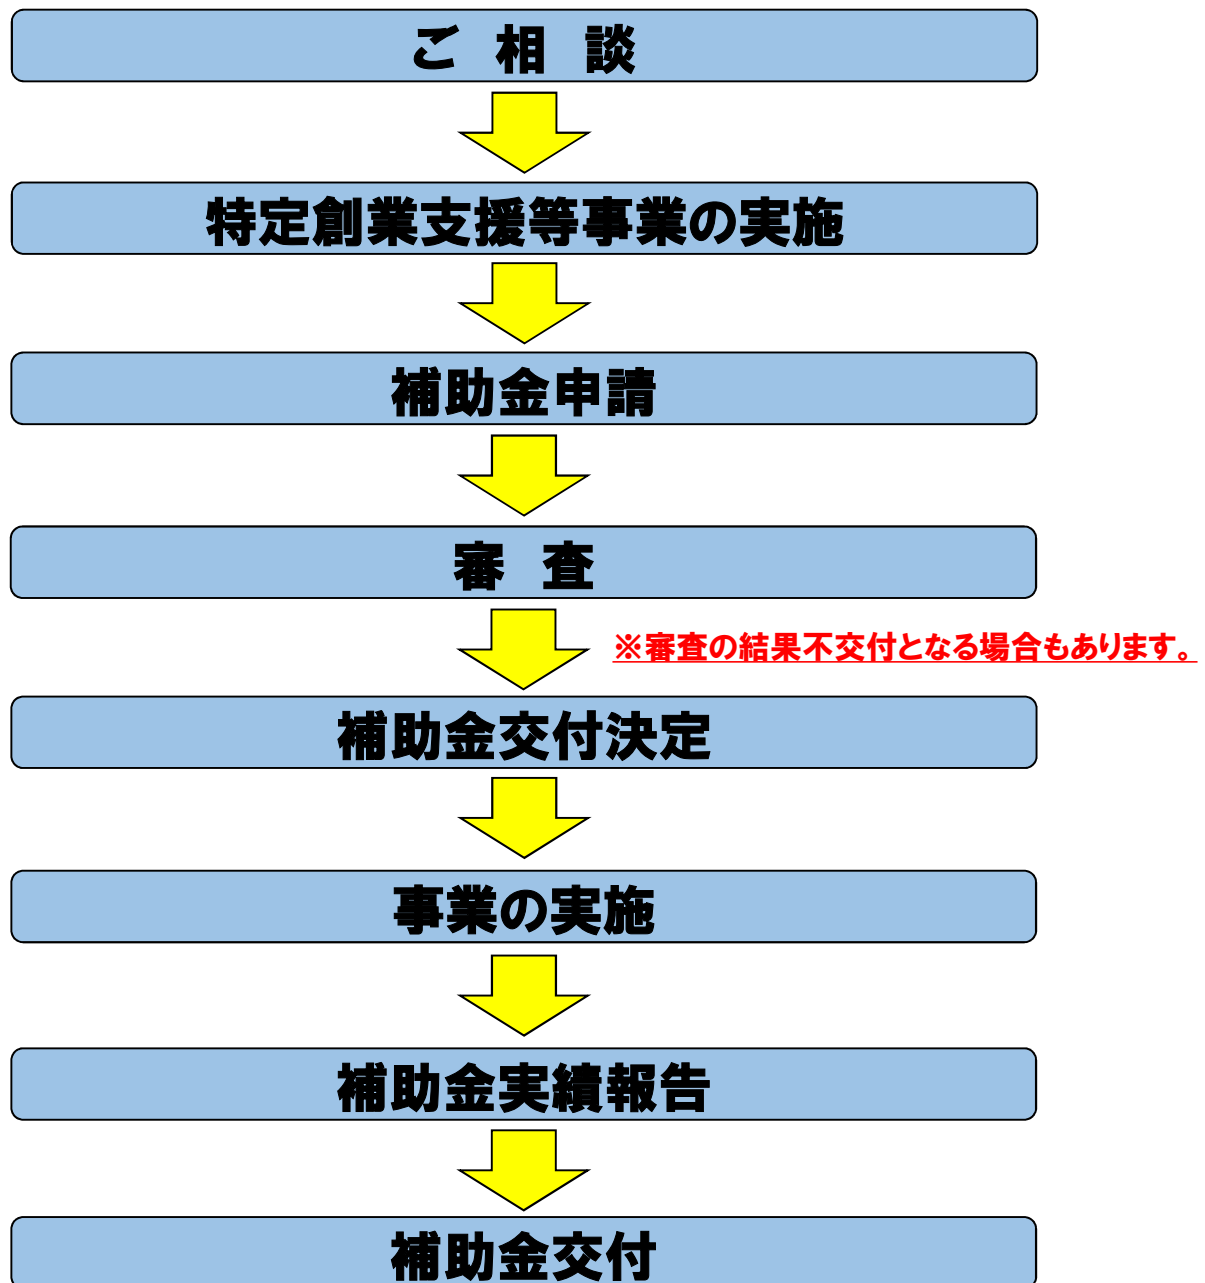 ご 相 談
特定創業支援等事業の実施
補助金申請
審 査
※審査の結果不交付となる場合もあります。
補助金交付決定
事業の実施
補助金実績報告
補助金交付